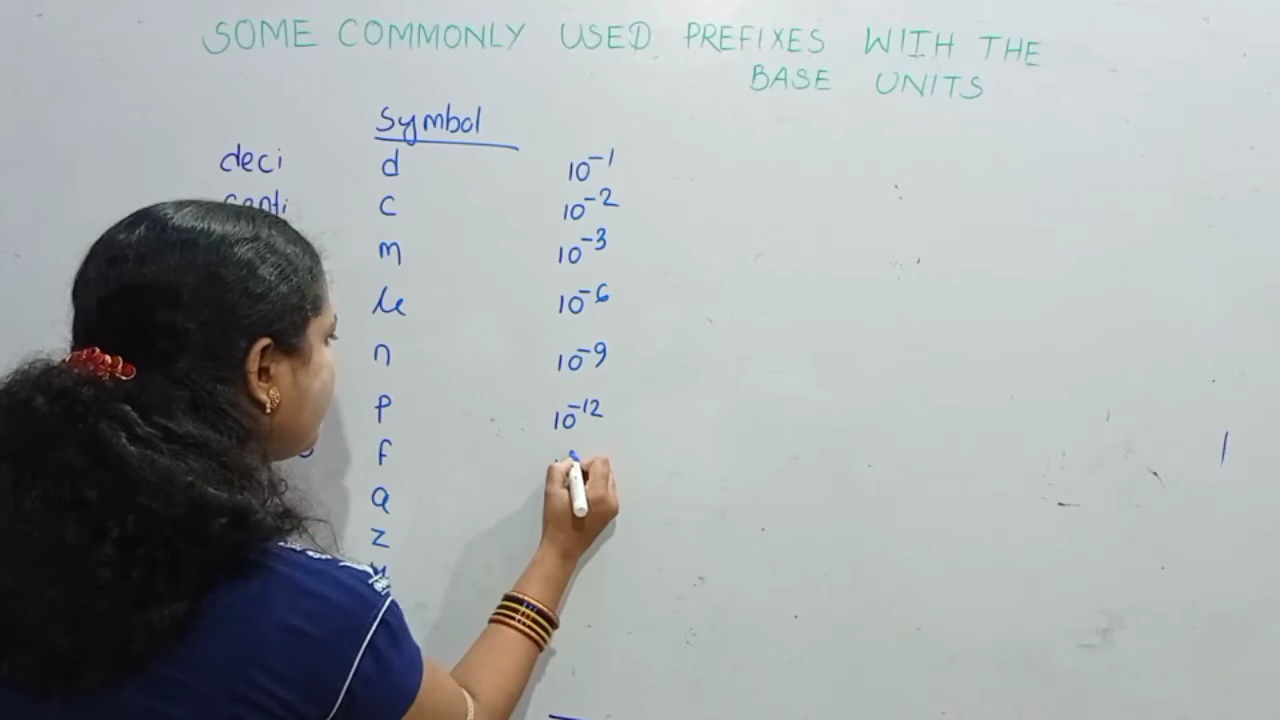 SOME COMMONLY USED PREFIXES WITH THE
BASE UNITS
Symbol
deci d 10⁻¹
centi c 10⁻²
m 10⁻³
μ 10⁻⁶
n 10⁻⁹
p 10⁻¹²
f
a
z